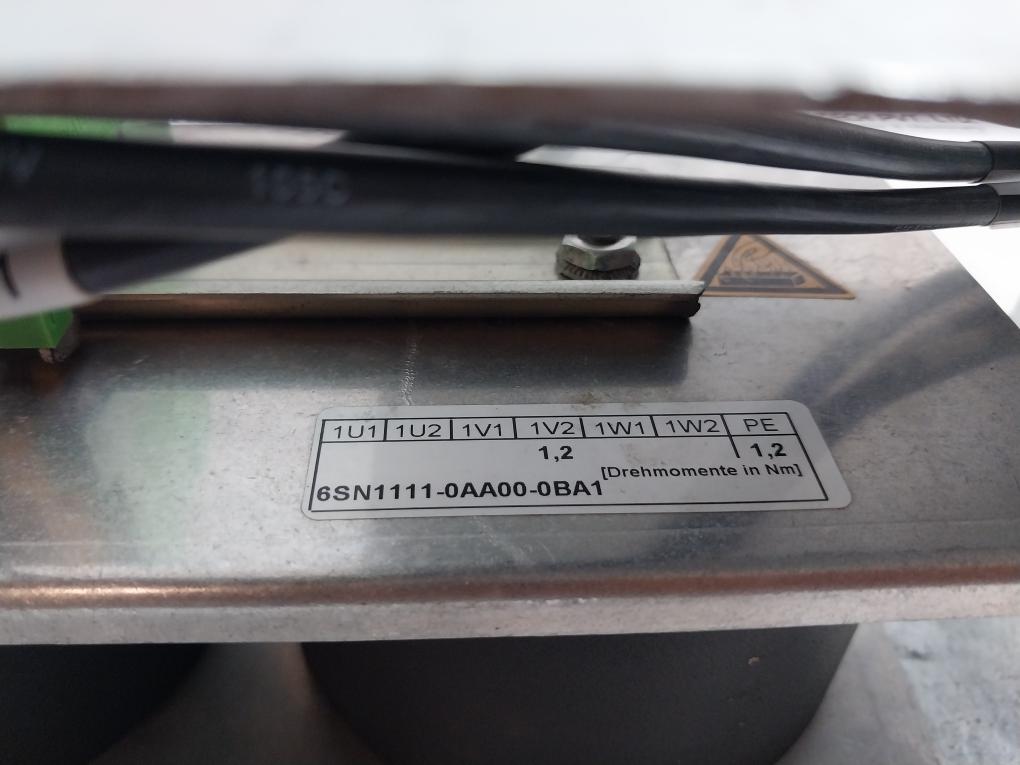 1U1 1U2 1V1 1V2 1W1 1W2 PE
1,2 1,2
[Drehmomente in Nm]
6SN1111-0AA00-0BA1